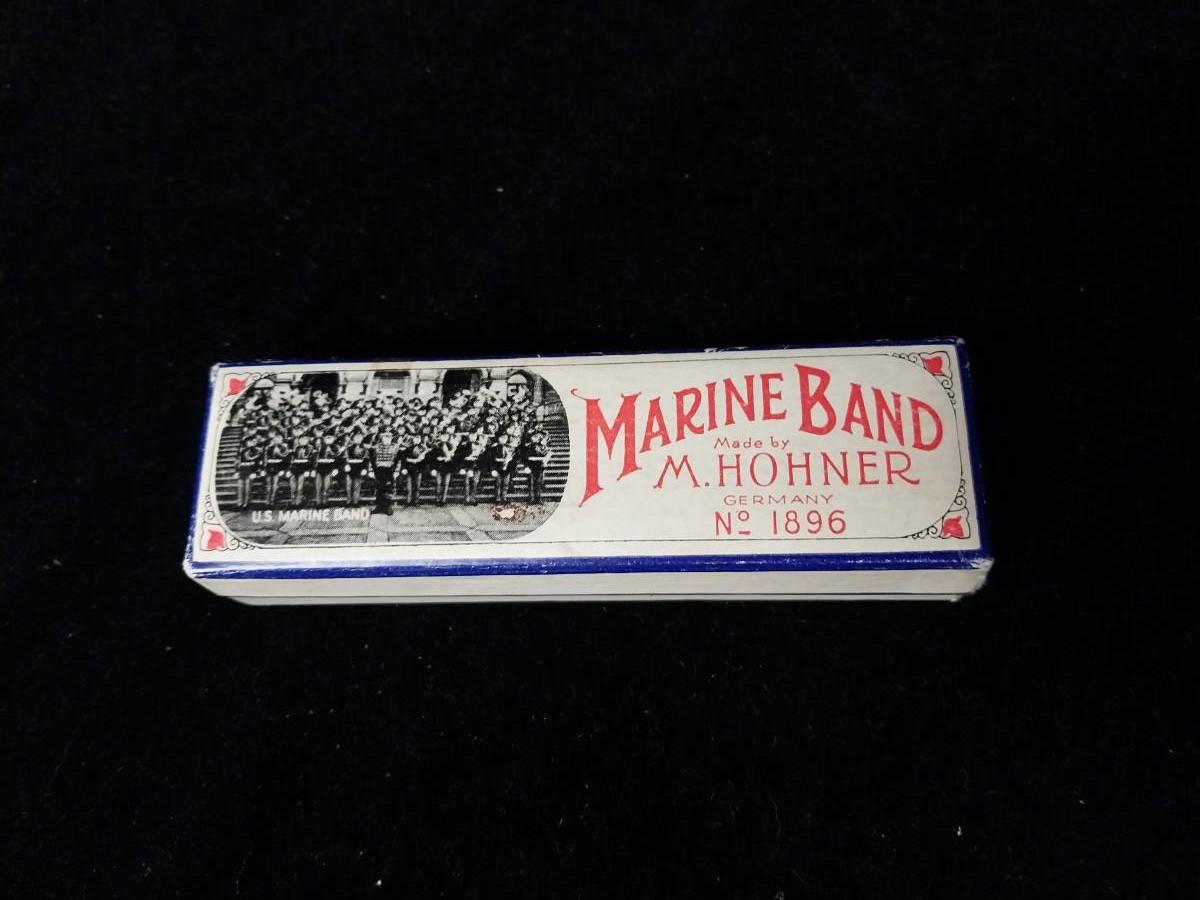 U.S. MARINE BAND
MARINE BAND
Made by
M. HOHNER
GERMANY
Nº 1896